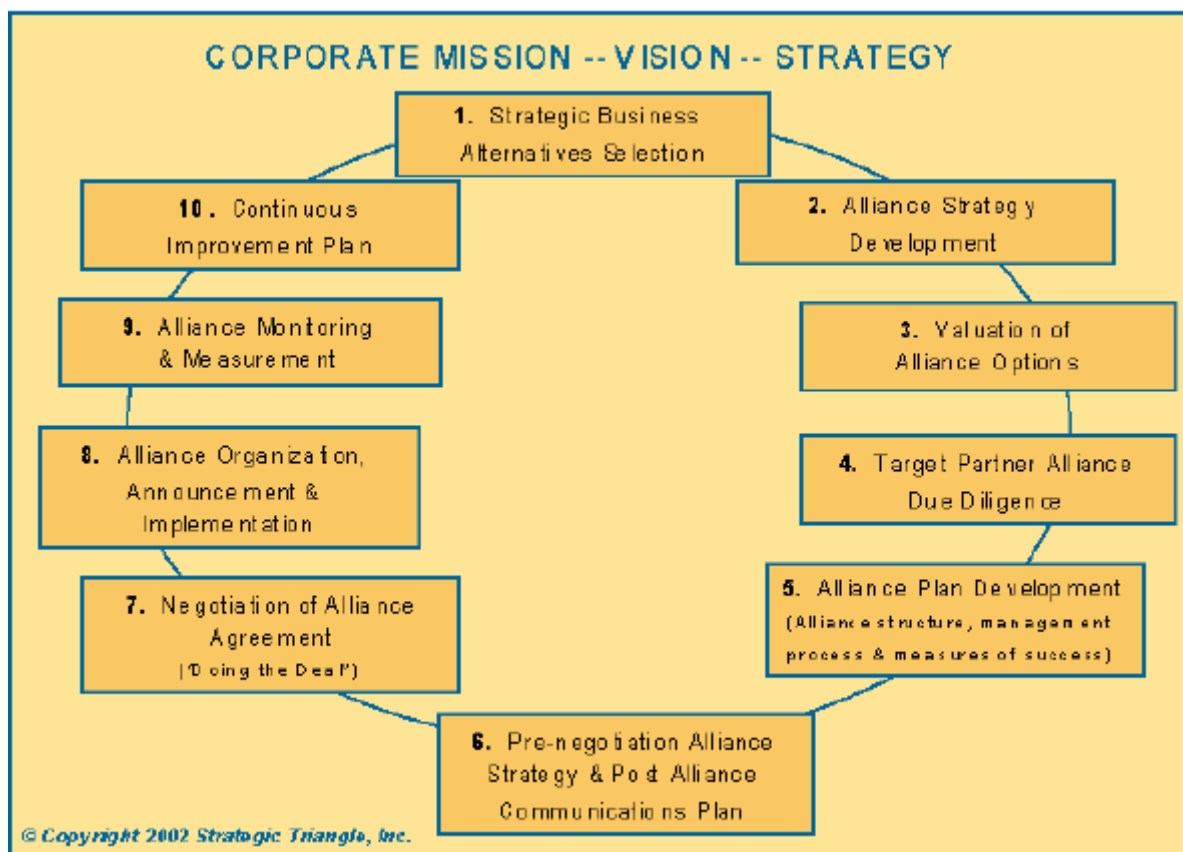 CORPORATE MISSION -- VISION -- STRATEGY
1. Strategic Business
Alternatives Selection
2. Alliance Strategy
Development
3. Valuation of
Alliance Options
4. Target Partner Alliance
Due Diligence
5. Alliance Plan Development
(Alliance structure, management
process & measures of success)
6. Pre-negotiation Alliance
Strategy & Post Alliance
Communications Plan
7. Negotiation of Alliance
Agreement
("Doing the Deal")
8. Alliance Organization,
Announcement &
Implementation
9. Alliance Monitoring
& Measurement
10. Continuous
Improvement Plan
© Copyright 2002 Strategic Triangle, Inc.